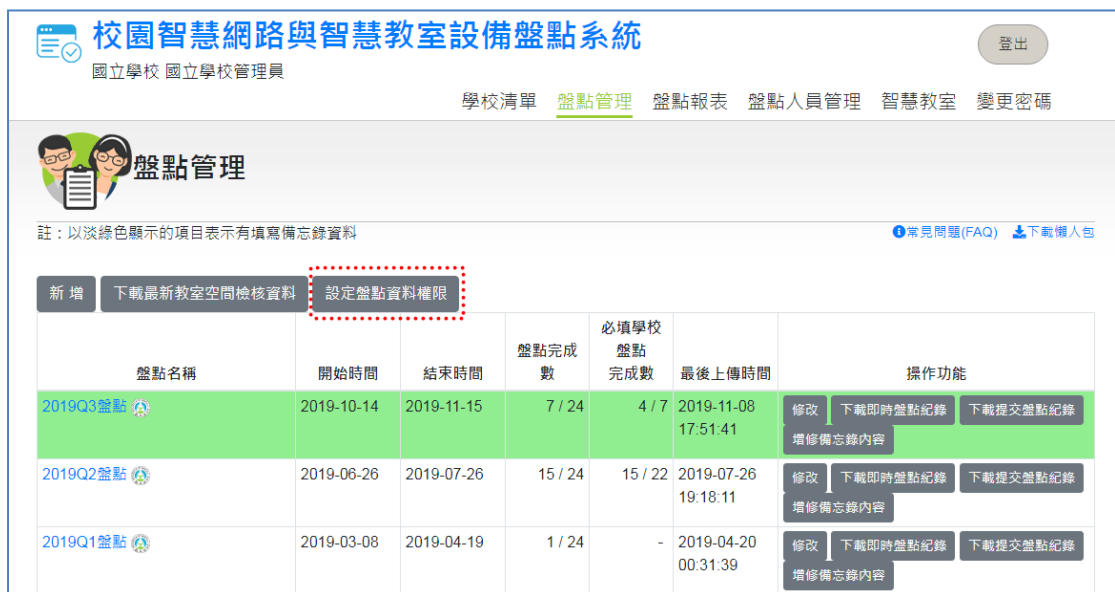 校園智慧網路與智慧教室設備盤點系統
登出
國立學校 國立學校管理員
學校清單 盤點管理 盤點報表 盤點人員管理 智慧教室 變更密碼
盤點管理
註：以淡綠色顯示的項目表示有填寫備忘錄資料
常見問題(FAQ) 下載懶人包
新 增 下載最新教室空間檢核資料 設定盤點資料權限
盤點名稱 開始時間 結束時間 盤點完成數 必填學校盤點完成數 最後上傳時間 操作功能
2019Q3盤點 2019-10-14 2019-11-15 7 / 24 4 / 7 2019-11-08 修改 下載即時盤點紀錄 下載提交盤點紀錄
17:51:41 增修備忘錄內容
2019Q2盤點 2019-06-26 2019-07-26 15 / 24 15 / 22 2019-07-26 修改 下載即時盤點紀錄 下載提交盤點紀錄
19:18:11 增修備忘錄內容
2019Q1盤點 2019-03-08 2019-04-19 1 / 24 - 2019-04-20 修改 下載即時盤點紀錄 下載提交盤點紀錄
00:31:39 增修備忘錄內容